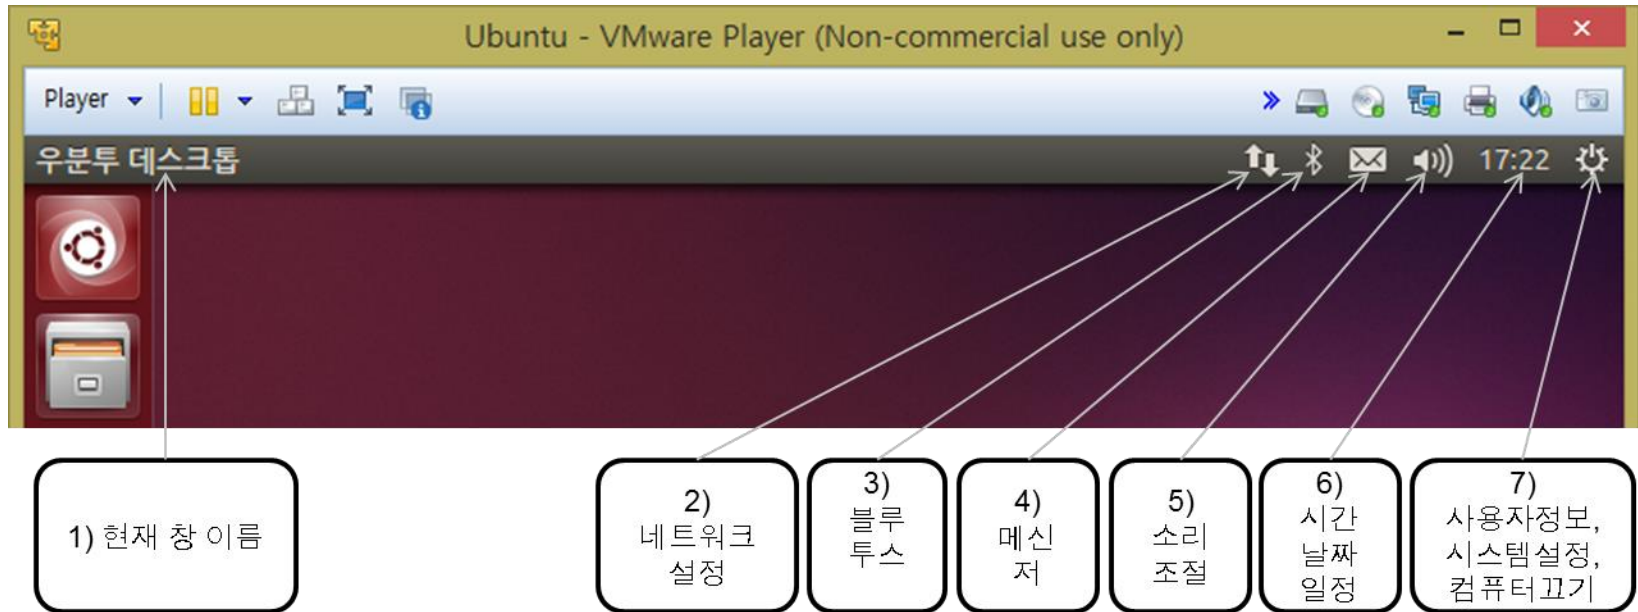 Ubuntu - VMware Player (Non-commercial use only)
Player
우분투 데스크톱
17:22
1) 현재 창 이름
2)
네트워크
설정
3)
블루
투스
4)
메신
저
5)
소리
조절
6)
시간
날짜
일정
7)
사용자정보,
시스템설정,
컴퓨터끄기